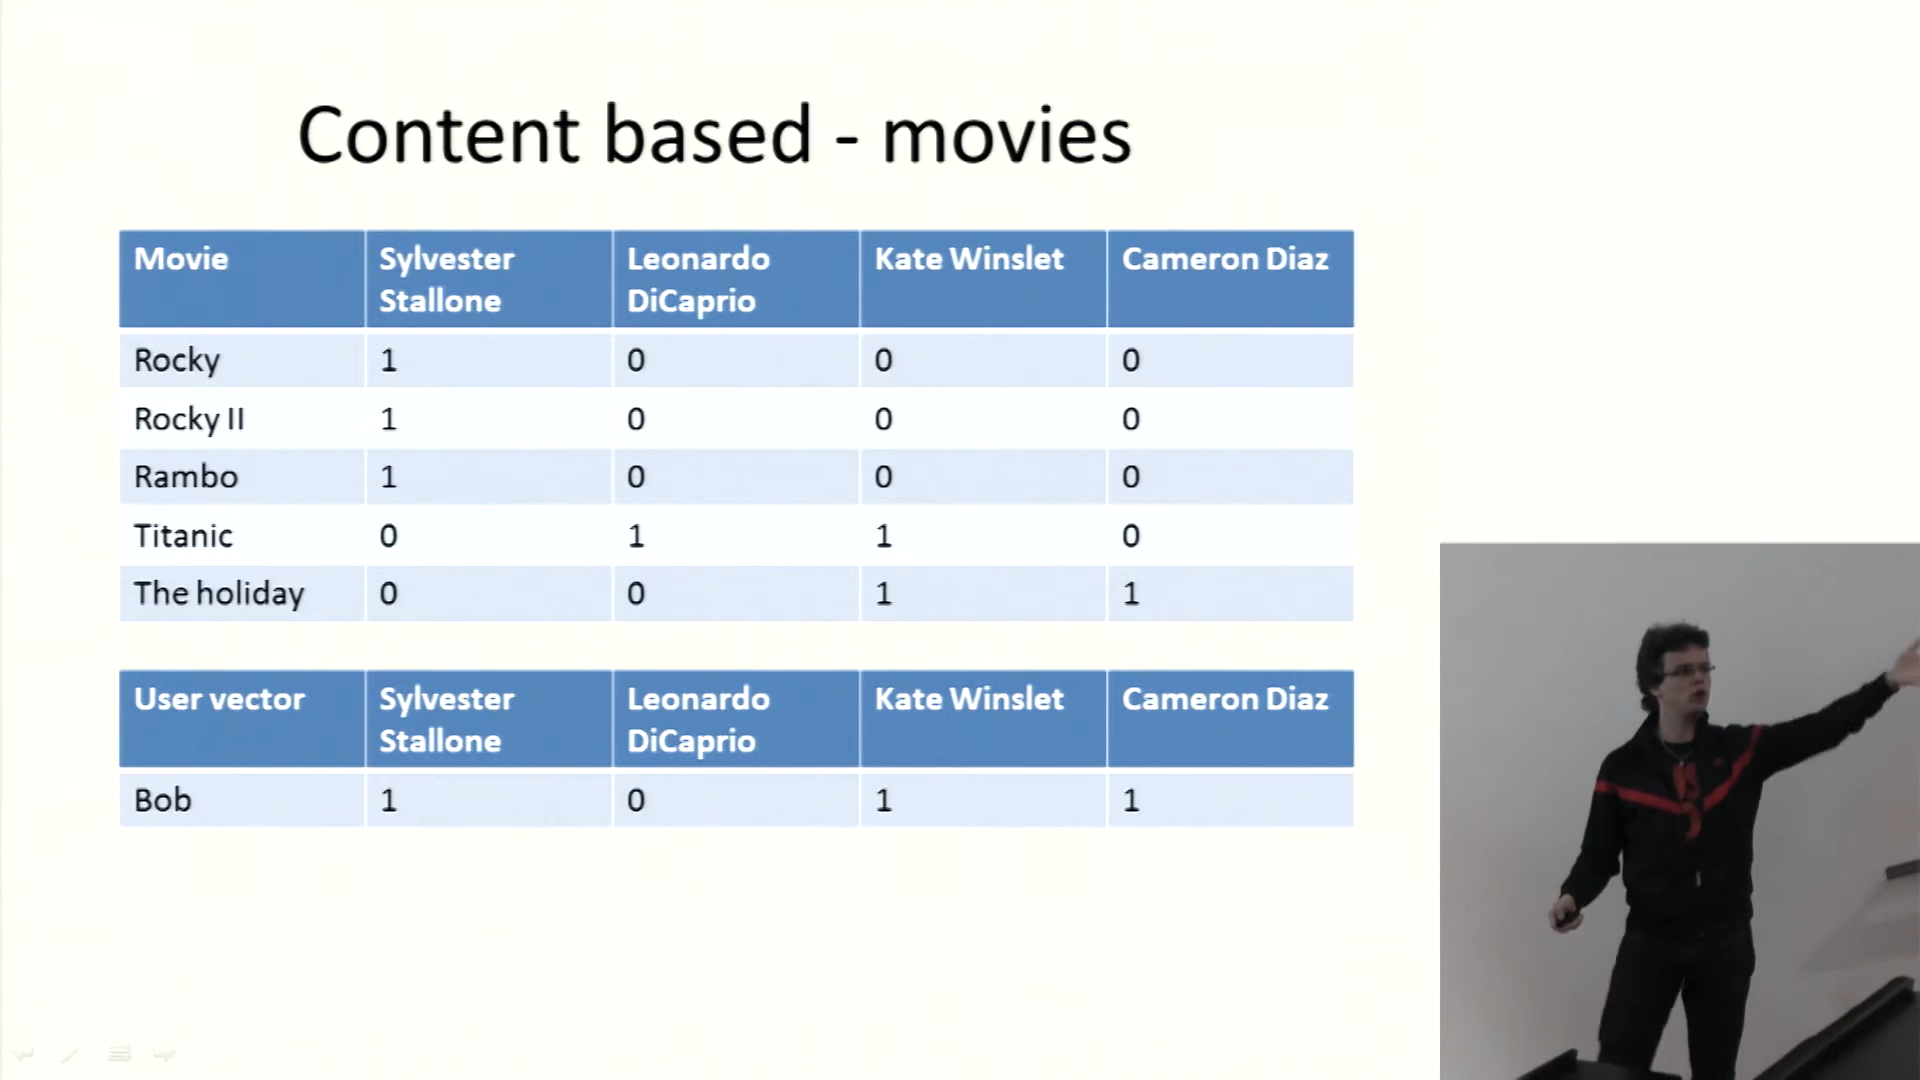 Content based - movies
Movie Sylvester Stallone Leonardo DiCaprio Kate Winslet Cameron Diaz
Rocky 1 0 0 0
Rocky II 1 0 0 0
Rambo 1 0 0 0
Titanic 0 1 1 0
The holiday 0 0 1 1
User vector Sylvester Stallone Leonardo DiCaprio Kate Winslet Cameron Diaz
Bob 1 0 1 1